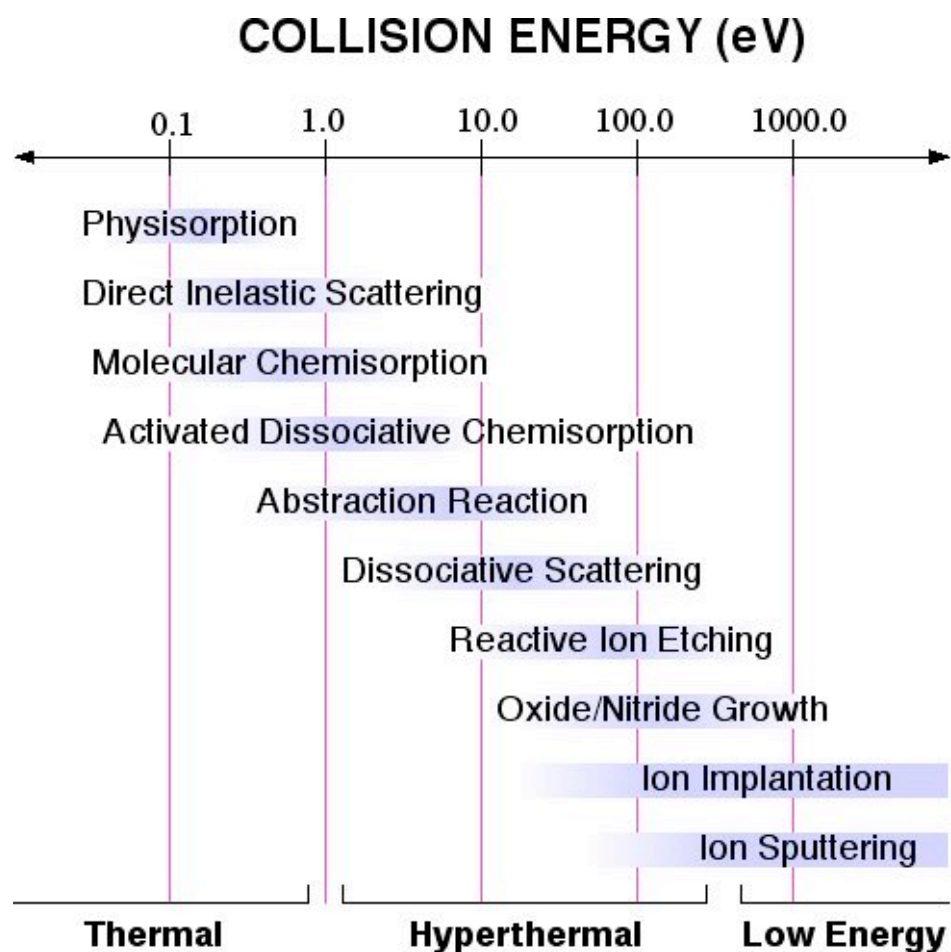 COLLISION ENERGY (eV)
0.1 1.0 10.0 100.0 1000.0
Physisorption
Direct Inelastic Scattering
Molecular Chemisorption
Activated Dissociative Chemisorption
Abstraction Reaction
Dissociative Scattering
Reactive Ion Etching
Oxide/Nitride Growth
Ion Implantation
Ion Sputtering
Thermal Hyperthermal Low Energy